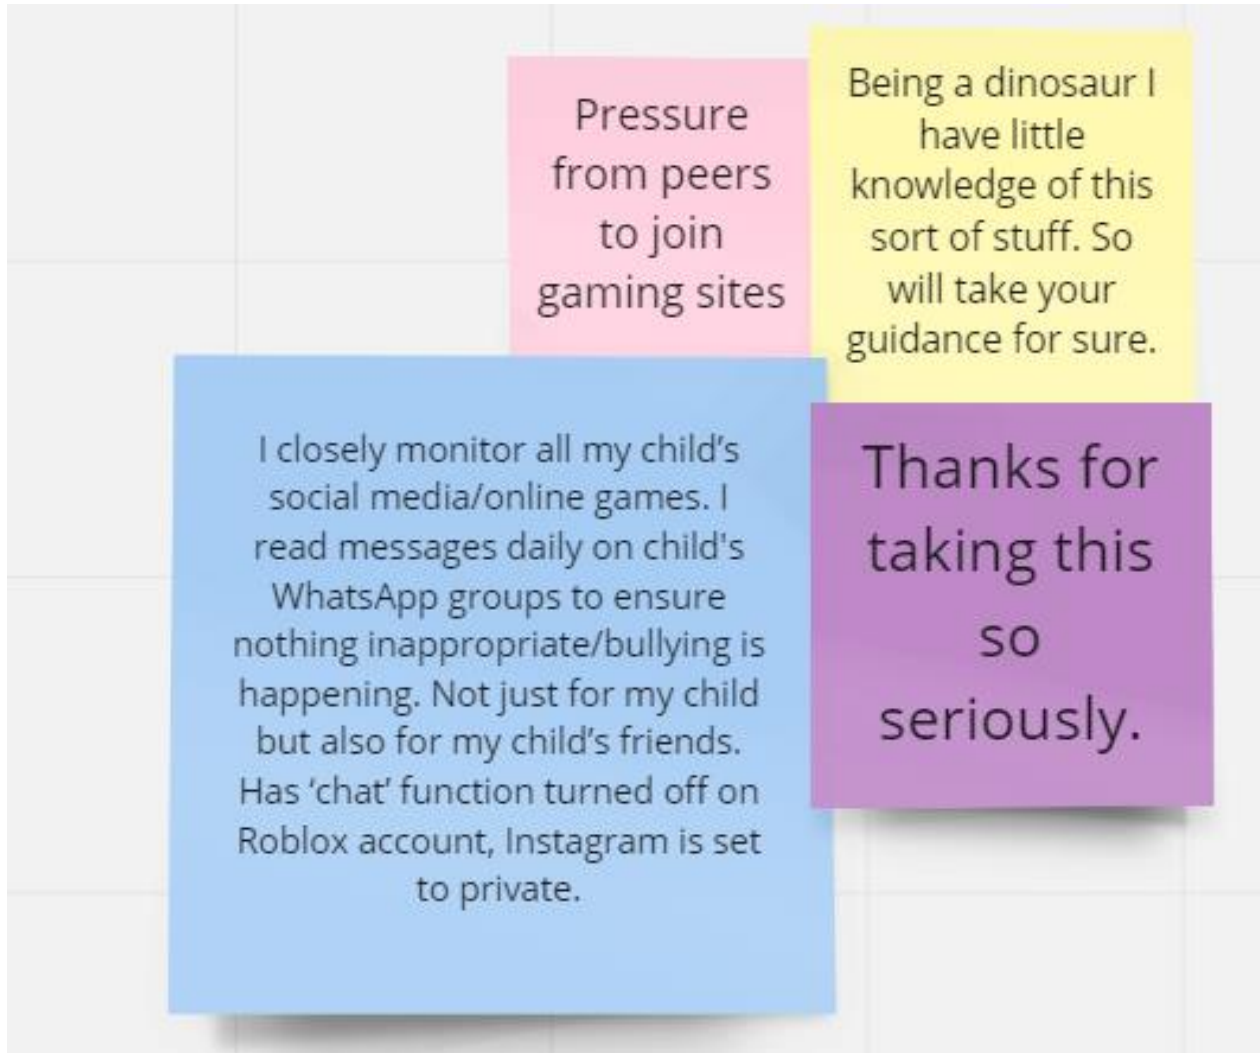 Pressure
from peers
to join
gaming sites
Being a dinosaur I
have little
knowledge of this
sort of stuff. So
will take your
guidance for sure.
I closely monitor all my child’s
social media/online games. I
read messages daily on child's
WhatsApp groups to ensure
nothing inappropriate/bullying is
happening. Not just for my child
but also for my child’s friends.
Has ‘chat’ function turned off on
Roblox account, Instagram is set
to private.
Thanks for
taking this
so
seriously.